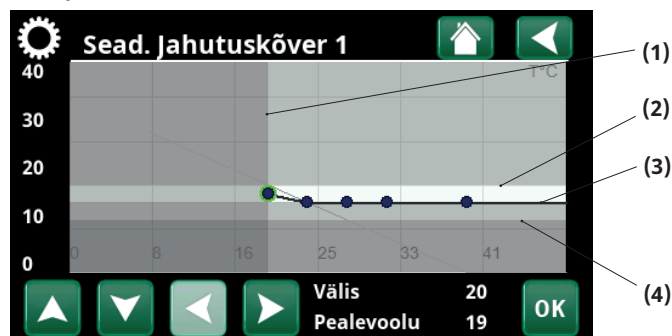 Sead. Jahutuskõver 1
(1)
40
T°C
(2)
30
(3)
20
10
0 8 16 25 33 41
0
(4)
Välis 20
OK
Pealevoolu 19